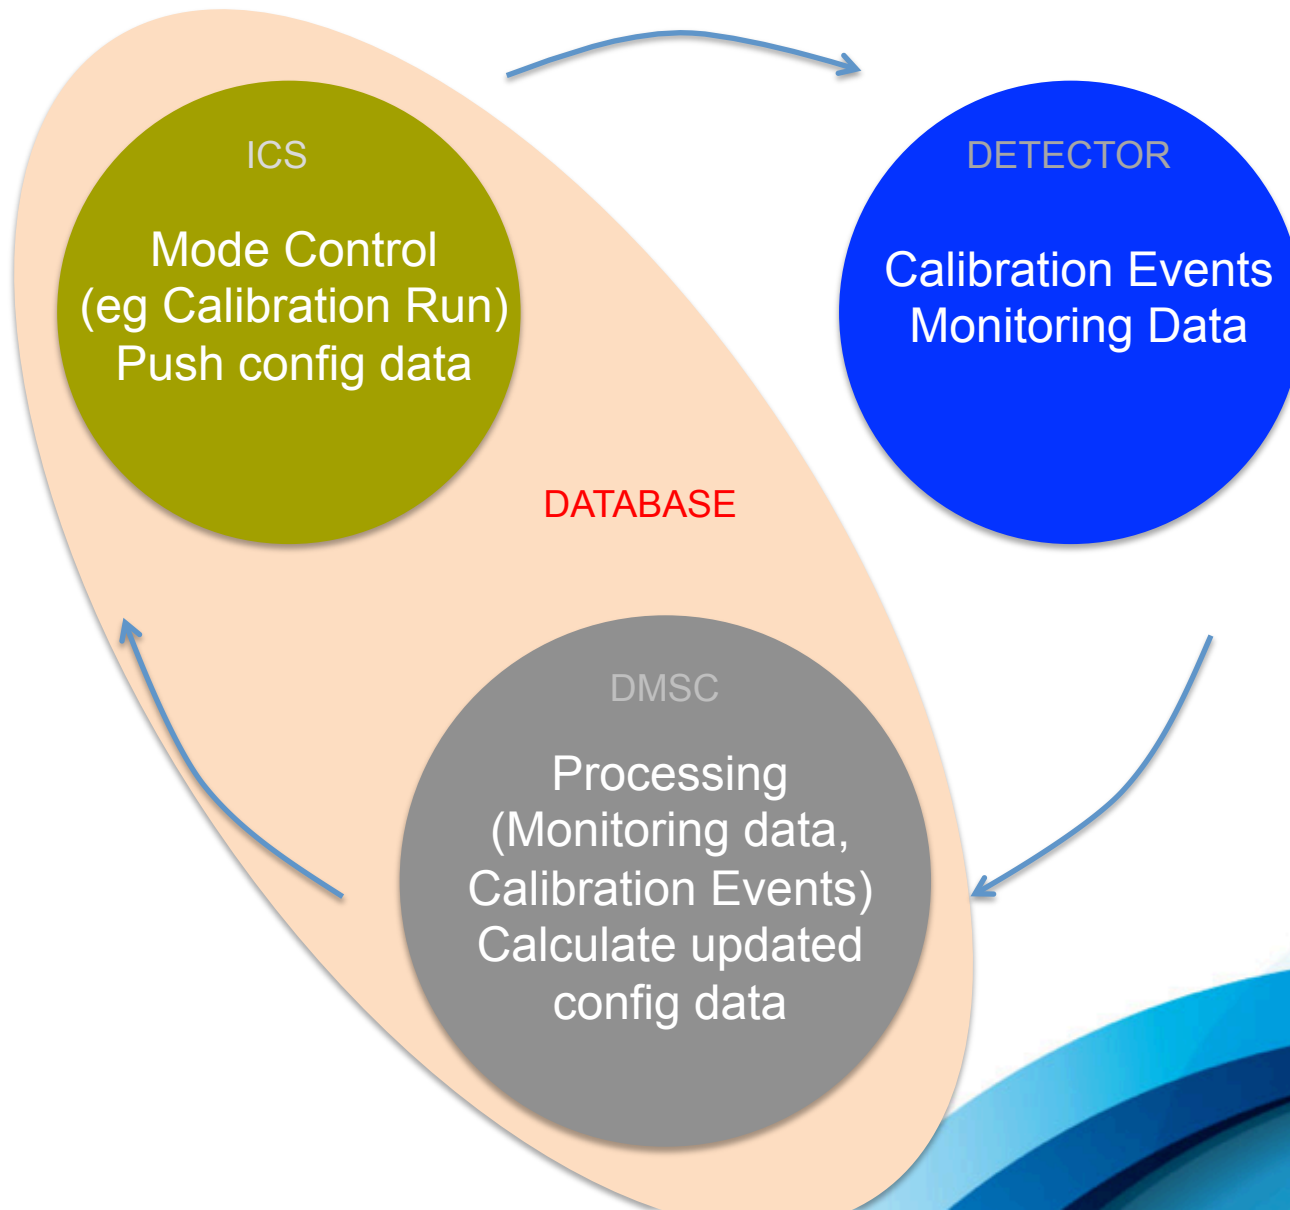 ICS
Mode Control
(eg Calibration Run)
Push config data
DETECTOR
Calibration Events
Monitoring Data
DATABASE
DMSC
Processing
(Monitoring data,
Calibration Events)
Calculate updated
config data